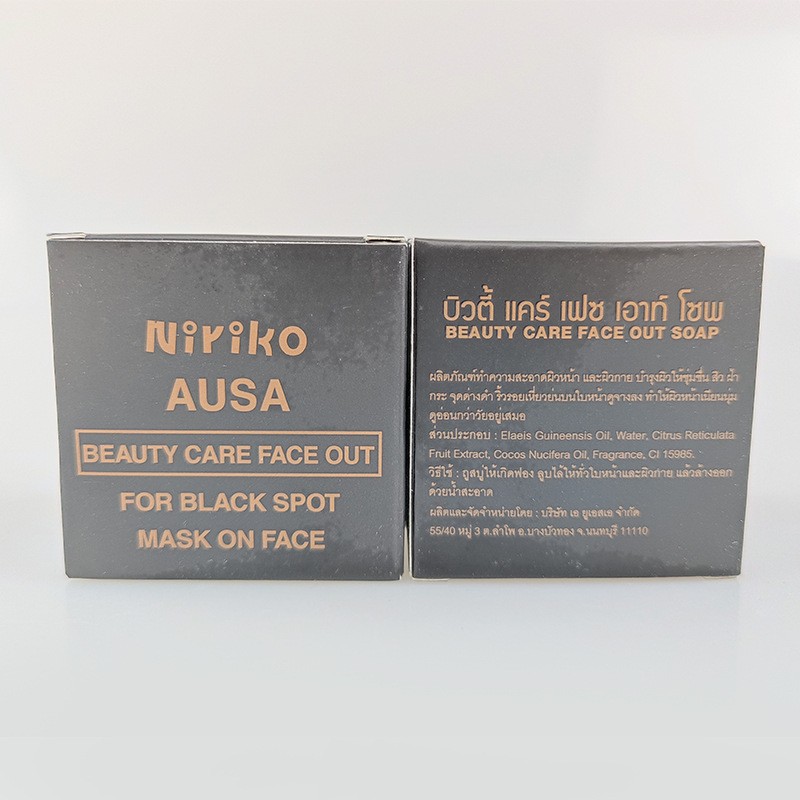 Niriko
AUSA
BEAUTY CARE FACE OUT
FOR BLACK SPOT
MASK ON FACE
บิวตี้ แคร์ เฟซ เอาท์ โซพ
BEAUTY CARE FACE OUT SOAP
ผลิตภัณฑ์ทำความสะอาดผิวหน้า และผิวกาย บำรุงผิวให้ชุ่มชื่น สิว ฝ้า
กระ จุดด่างดำ ริ้วรอยเหี่ยวย่นบนใบหน้าดูจางลง ทำให้ผิวหน้าเนียนนุ่ม
ดูอ่อนกว่าวัยอยู่เสมอ
ส่วนประกอบ : Elaeis Guineensis Oil, Water, Citrus Reticulata
Fruit Extract, Cocos Nucifera Oil, Fragrance, CI 15985.
วิธีใช้ : ถูสบู่ให้เกิดฟอง ลูบไล้ให้ทั่วใบหน้าและผิวกาย แล้วล้างออก
ด้วยน้ำสะอาด
ผลิตและจัดจำหน่ายโดย : บริษัท เอ ยูเอสเอ จำกัด
55/40 หมู่ 3 ต.ลำโพ อ.บางบัวทอง จ.นนทบุรี 11110